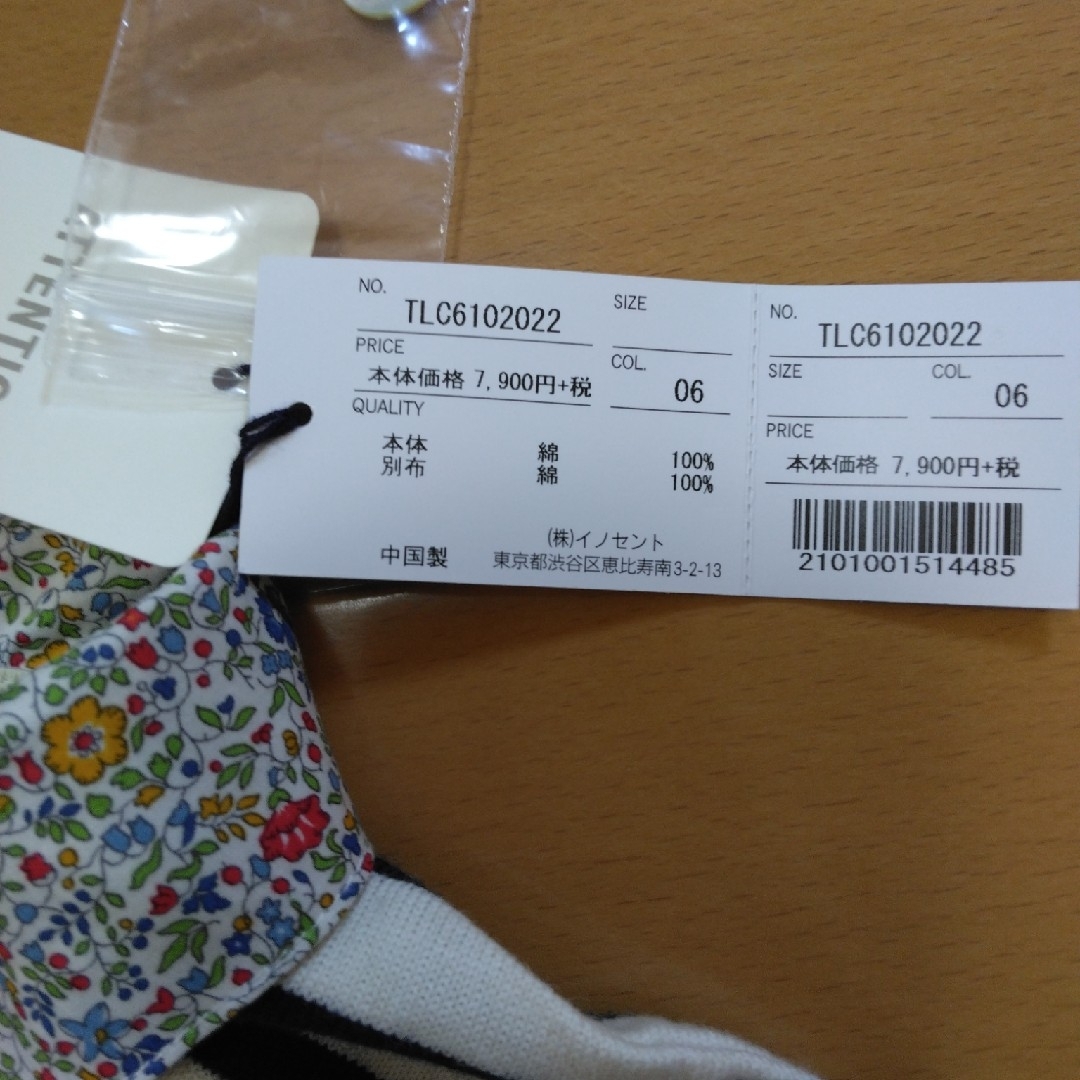 ATTENTIO
NO.
TLC6102022
SIZE
PRICE
本体価格 7,900円+税
COL.
06
QUALITY
本体 綿 100%
別布 綿 100%
中国製
(株)イノセント
東京都渋谷区恵比寿南3-2-13
NO.
TLC6102022
SIZE
COL.
06
PRICE
本体価格 7,900円+税
2101001514485